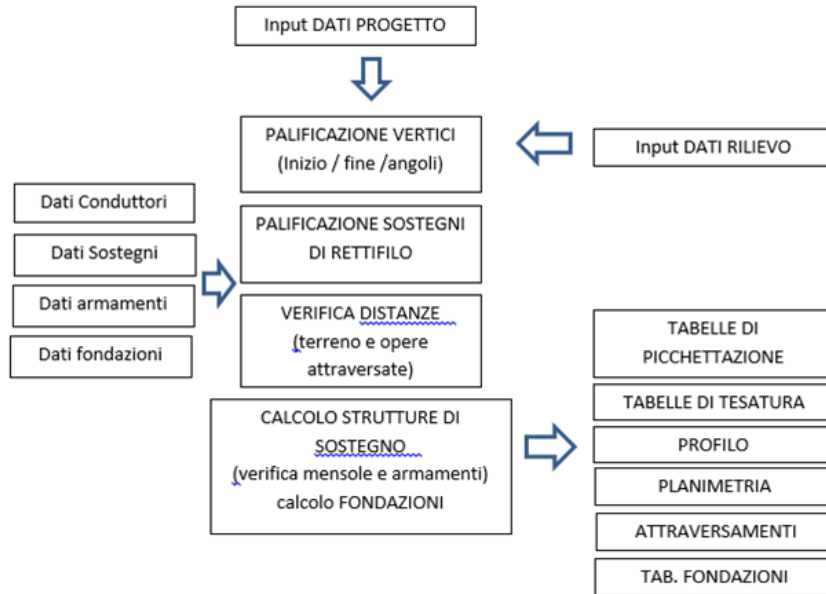 Input DATI PROGETTO
PALIFICAZIONE VERTICI
(Inizio / fine /angoli)
Input DATI RILIEVO
Dati Conduttori
Dati Sostegni
Dati armamenti
Dati fondazioni
PALIFICAZIONE SOSTEGNI
DI RETTIFILO
VERIFICA DISTANZE
(terreno e opere
attraversate)
CALCOLO STRUTTURE DI
SOSTEGNO
(verifica mensole e armamenti)
calcolo FONDAZIONI
TABELLE DI
PICCHETTAZIONE
TABELLE DI TESATURA
PROFILO
PLANIMETRIA
ATTRAVERSAMENTI
TAB. FONDAZIONI